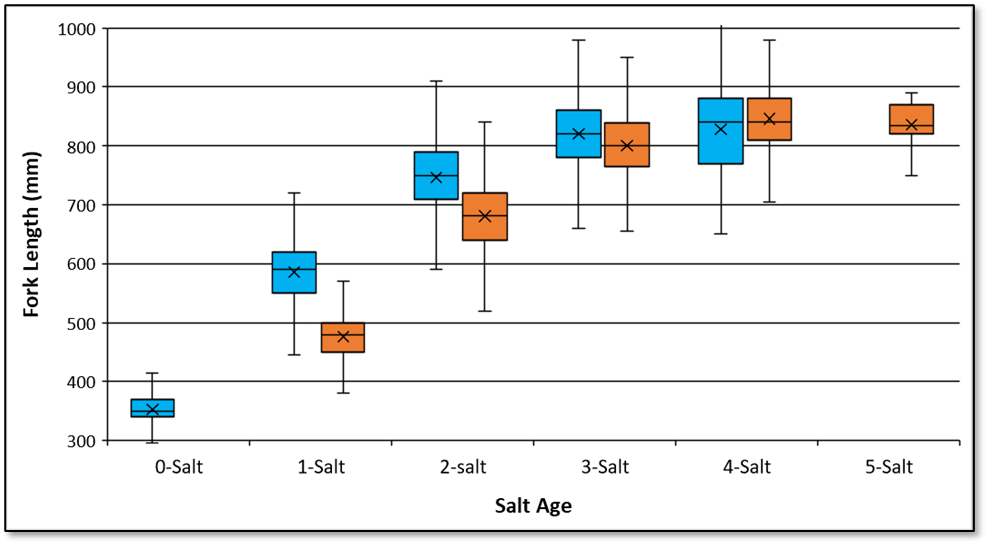 Fork Length (mm)
1000
900
800
700
600
500
400
300
0-Salt
1-Salt
2-salt
3-Salt
4-Salt
5-Salt
Salt Age